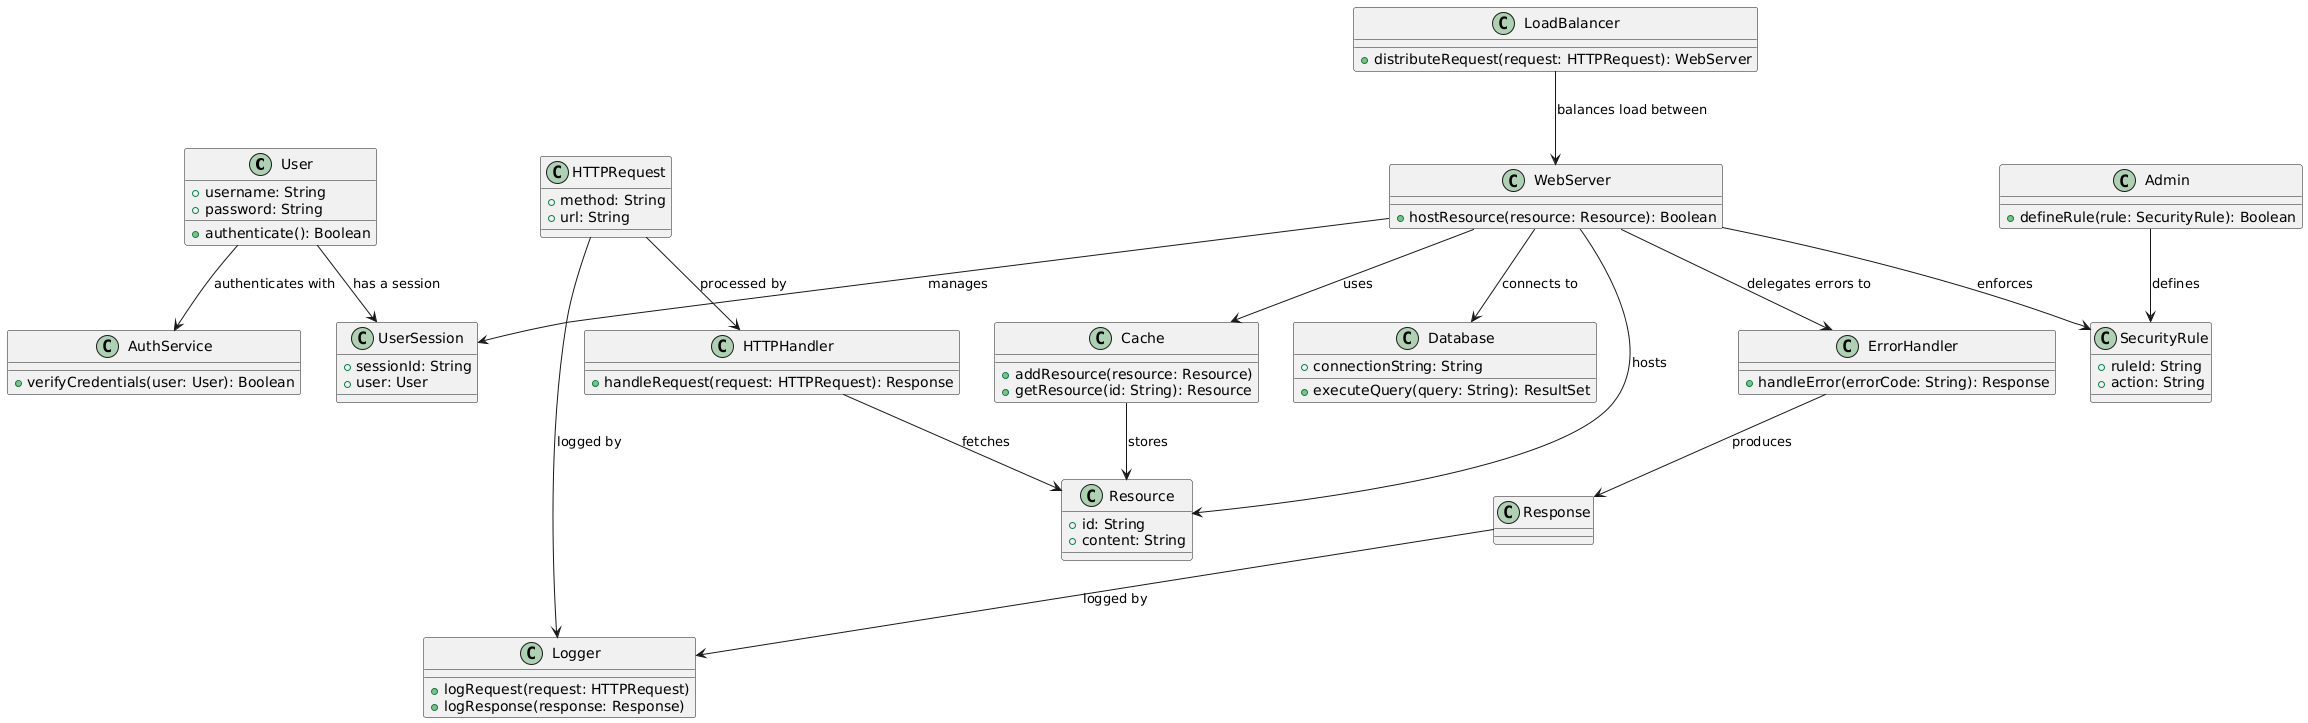 C LoadBalancer
distributeRequest(request: HTTPRequest): WebServer
balances load between
C User
username: String
password: String
authenticate(): Boolean
C HTTPRequest
method: String
url: String
C WebServer
hostResource(resource: Resource): Boolean
C Admin
defineRule(rule: SecurityRule): Boolean
authenticates with
has a session
processed by
manages
uses
connects to
delegates errors to
enforces
defines
C AuthService
verifyCredentials(user: User): Boolean
C UserSession
sessionId: String
user: User
C HTTPHandler
handleRequest(request: HTTPRequest): Response
C Cache
addResource(resource: Resource)
getResource(id: String): Resource
C Database
connectionString: String
executeQuery(query: String): ResultSet
hosts
C ErrorHandler
handleError(errorCode: String): Response
C SecurityRule
ruleId: String
action: String
logged by
fetches
stores
produces
C Resource
id: String
content: String
C Response
logged by
C Logger
logRequest(request: HTTPRequest)
logResponse(response: Response)